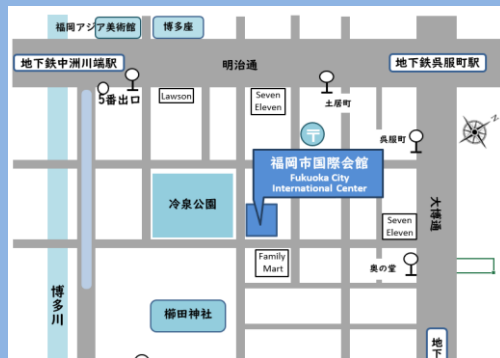 福岡アジア美術館
博多座
地下鉄中洲川端駅
明治通
地下鉄呉服町駅
5番出口
Lawson
Seven
Eleven
土居町
〒
呉服町
N
福岡市国際会館
Fukuoka City
International Center
冷泉公園
大博通
Seven
Eleven
Family
Mart
奥の堂
博多川
櫛田神社
地下